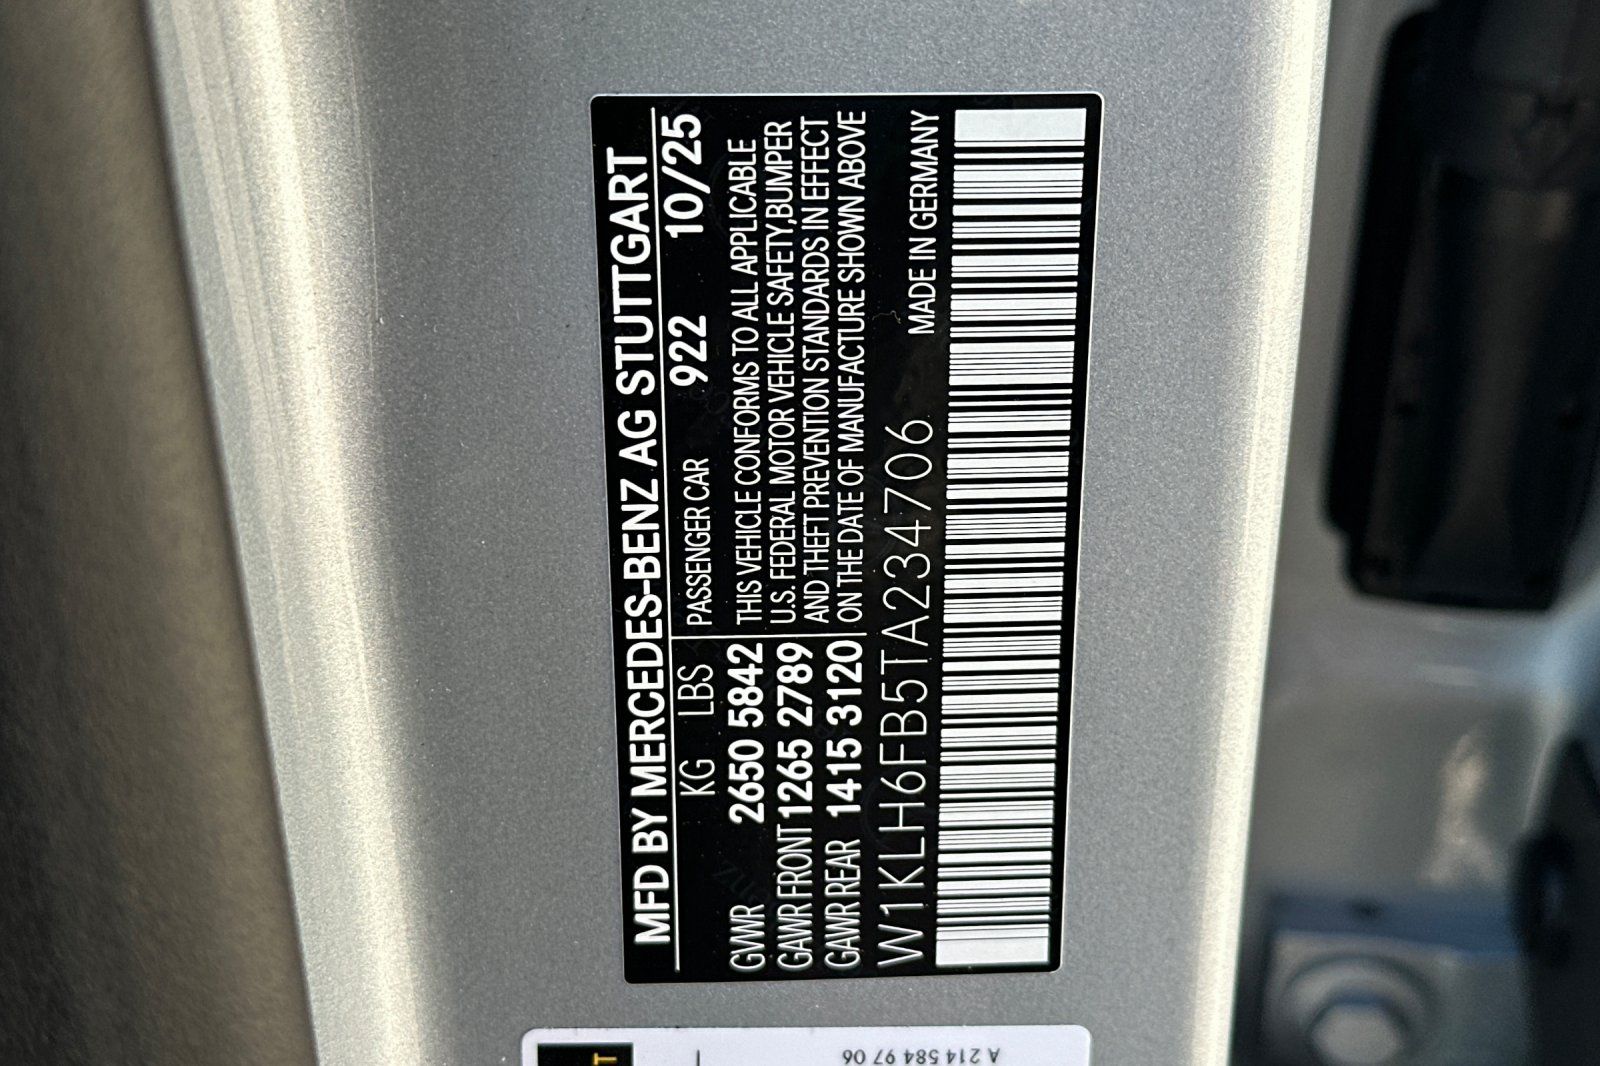 MFD BY MERCEDES-BENZ AG STUTTGART
KG LBS PASSENGER CAR 922 10/25
GVWR 2650 5842
GAWR FRONT 1265 2789
GAWR REAR 1415 3120
THIS VEHICLE CONFORMS TO ALL APPLICABLE
U.S. FEDERAL MOTOR VEHICLE SAFETY,BUMPER
AND THEFT PREVENTION STANDARDS IN EFFECT
ON THE DATE OF MANUFACTURE SHOWN ABOVE
W1KLH6FB5TA234706 MADE IN GERMANY
A 214 584 97 06